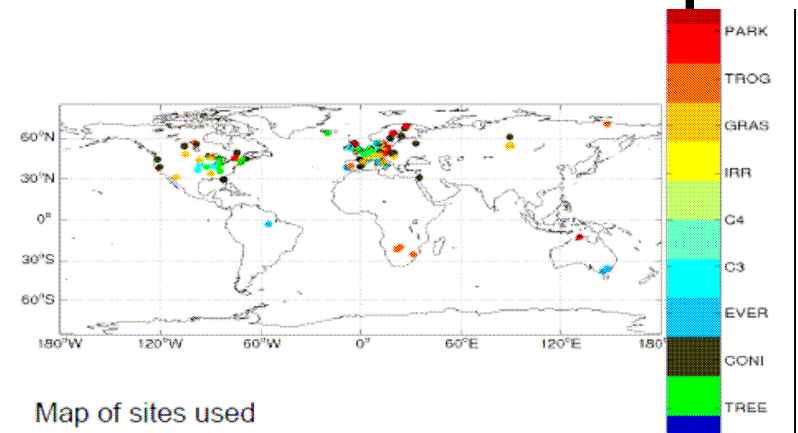 PARK
TROG
GRAS
IRR
C4
C3
EVER
CONI
TREE
60°N
30°N
0°
30°S
60°S
180°W 120°W 60°W 0° 60°E 120°E 180°
Map of sites used